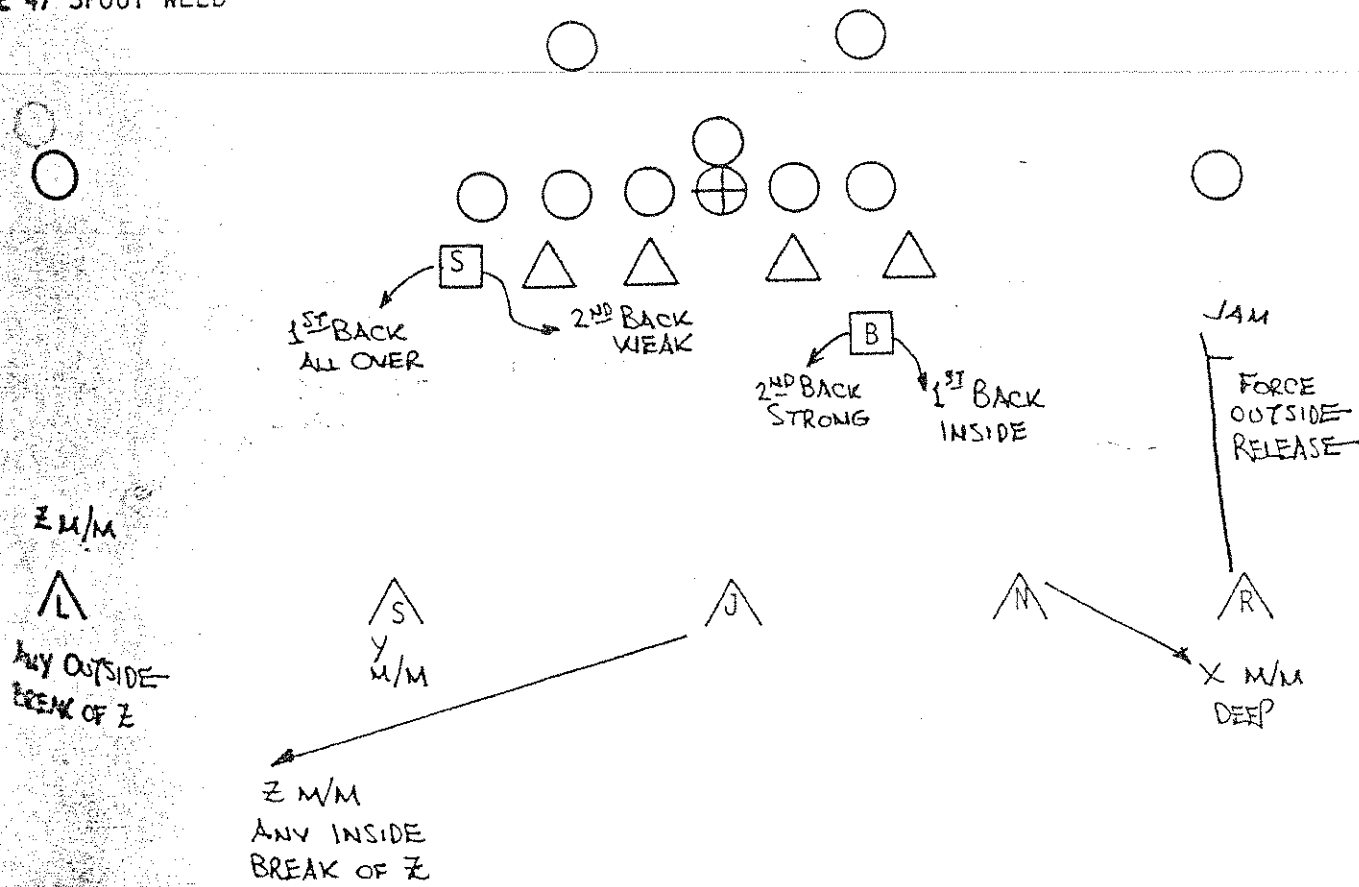 47 SPOUT WEED
S
1ST BACK
ALL OVER
2ND BACK
WEAK
B
2ND BACK
STRONG
1ST BACK
INSIDE
JAM
FORCE
OUTSIDE
RELEASE
Z M/M
L
ANY OUTSIDE
BREAK OF Z
S
Y
M/M
J
N
R
X M/M
DEEP
Z M/M
ANY INSIDE
BREAK OF Z